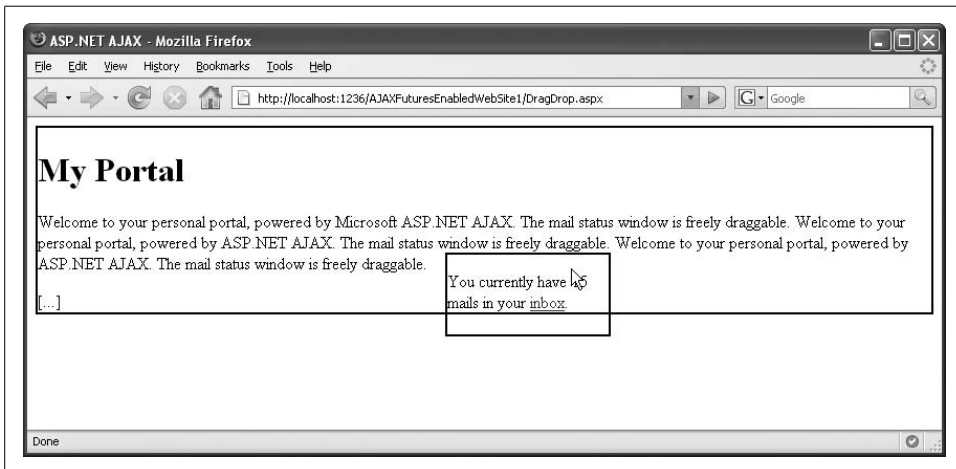 ASP.NET AJAX - Mozilla Firefox
File Edit View History Bookmarks Tools Help
http://localhost:1236/AJAXFuturesEnabledWebSite1/DragDrop.aspx
G Google
My Portal
Welcome to your personal portal, powered by Microsoft ASP.NET AJAX. The mail status window is freely draggable. Welcome to your
personal portal, powered by ASP.NET AJAX. The mail status window is freely draggable. Welcome to your personal portal, powered by
ASP.NET AJAX. The mail status window is freely draggable.
You currently have
mails in your inbox.
[...]
Done